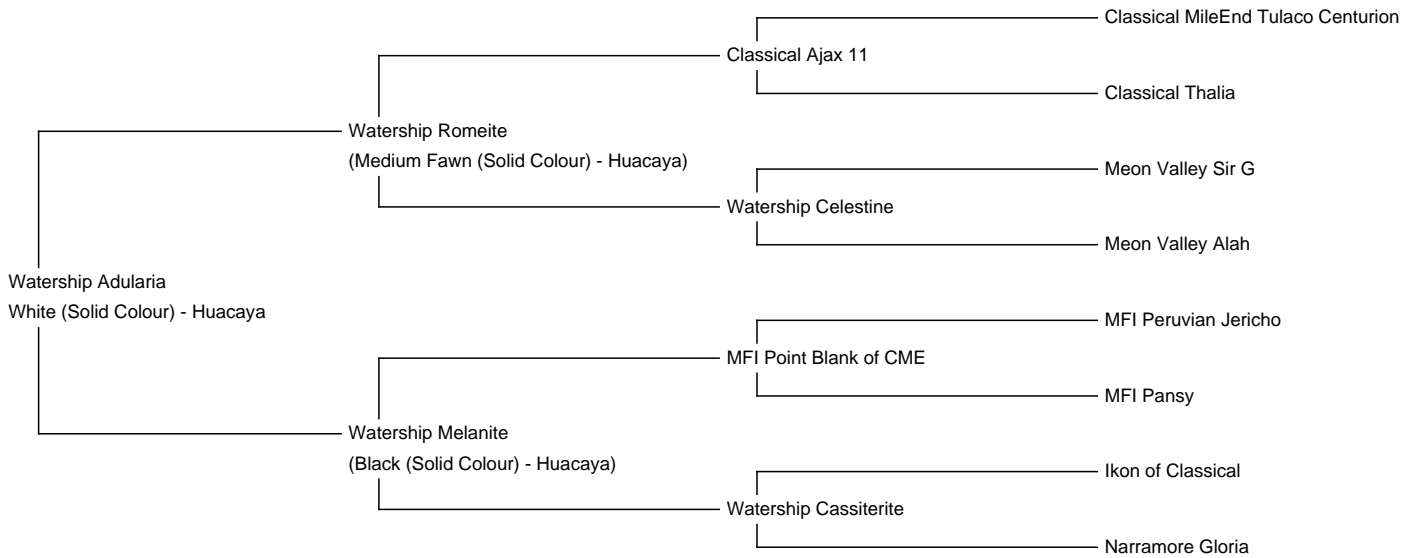 Classical MileEnd Tulaco Centurion
Classical Ajax 11
Classical Thalia
Watership Romeite
(Medium Fawn (Solid Colour) - Huacaya)
Meon Valley Sir G
Watership Celestine
Meon Valley Alah
Watership Adularia
White (Solid Colour) - Huacaya
MFI Peruvian Jericho
MFI Point Blank of CME
MFI Pansy
Watership Melanite
(Black (Solid Colour) - Huacaya)
Ikon of Classical
Watership Cassiterite
Narramore Gloria